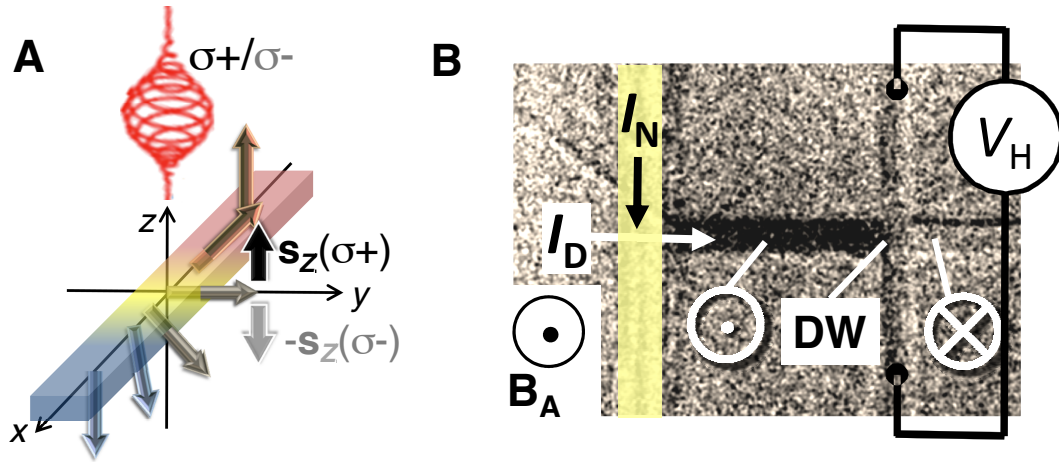 A
σ+/σ-
z
s_z(σ+)
y
-s_z(σ-)
x
B
I_N
V_H
I_D
DW
B_A